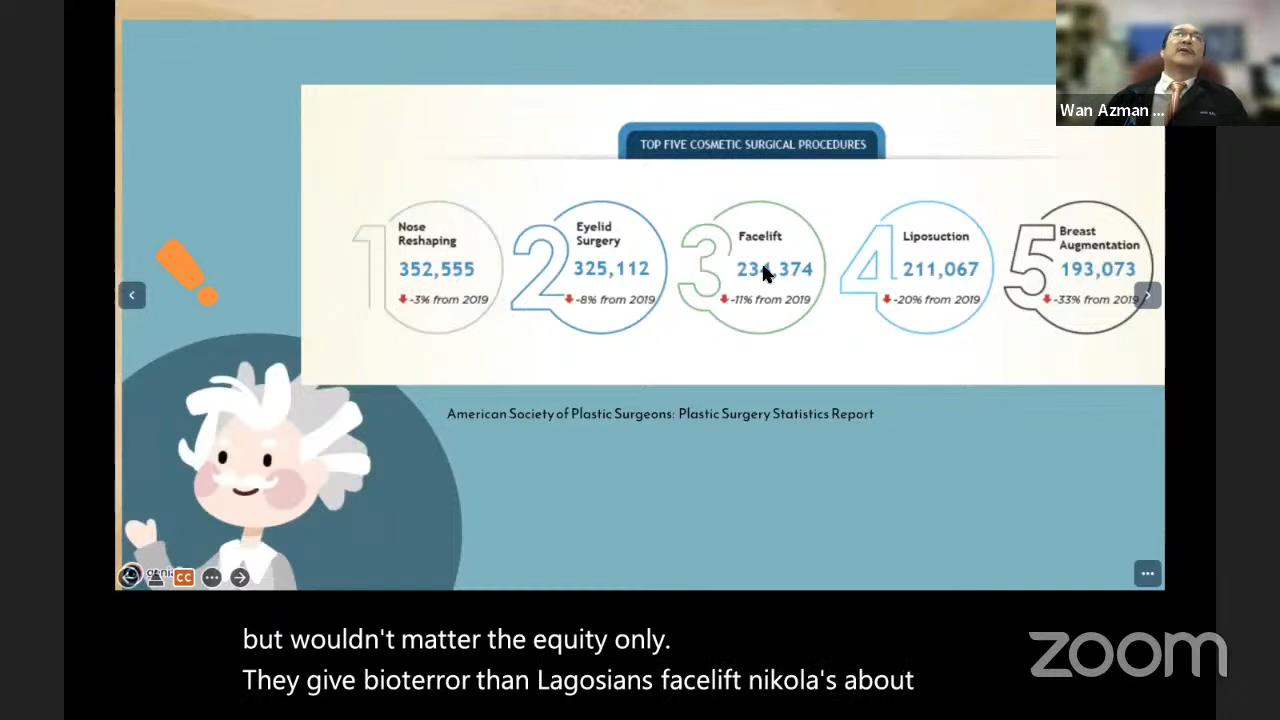 Wan Azman ...
TOP FIVE COSMETIC SURGICAL PROCEDURES
1
Nose
Reshaping
352,555
-3% from 2019
2
Eyelid
Surgery
325,112
-8% from 2019
3
Facelift
234,374
-11% from 2019
4
Liposuction
211,067
-20% from 2019
5
Breast
Augmentation
193,073
-33% from 2019
American Society of Plastic Surgeons: Plastic Surgery Statistics Report
CC
but wouldn't matter the equity only.
They give bioterror than Lagosians facelift nikola's about
zoom